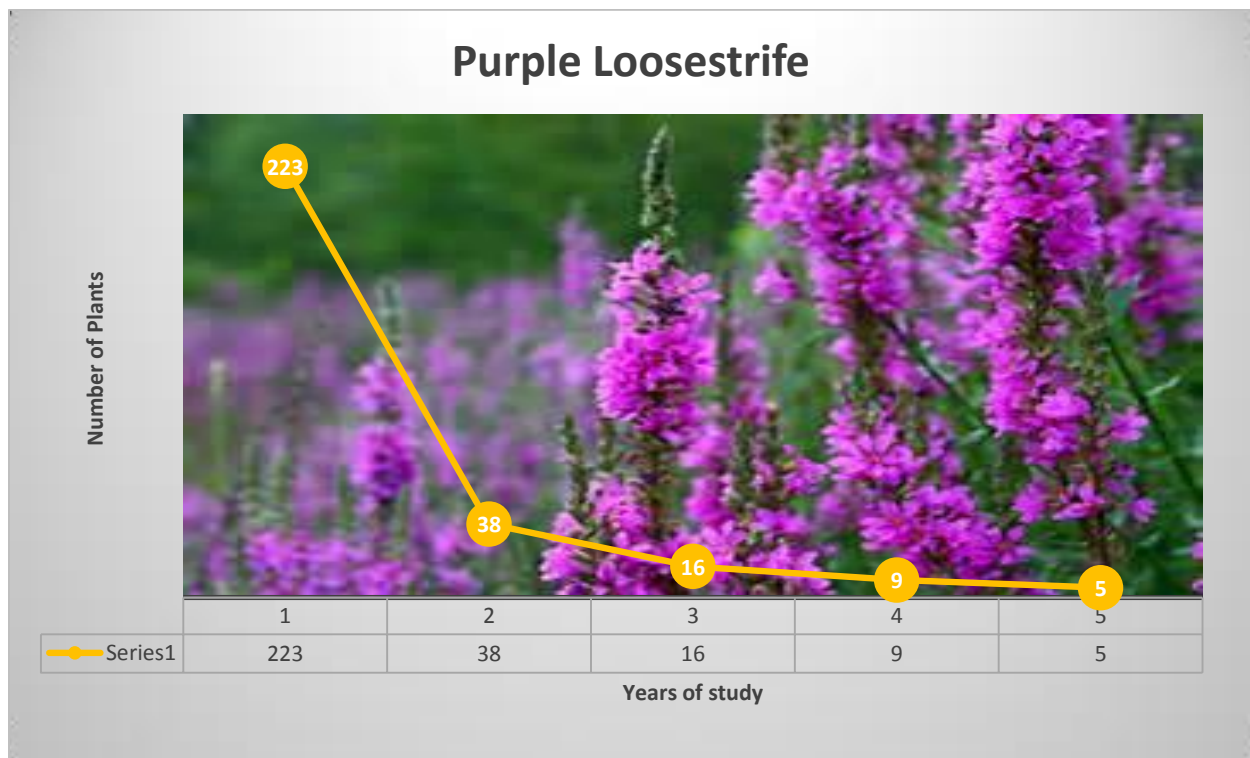 Purple Loosestrife
Number of Plants
223
38
16
9
5
1 2 3 4 5
Series1 223 38 16 9 5
Years of study